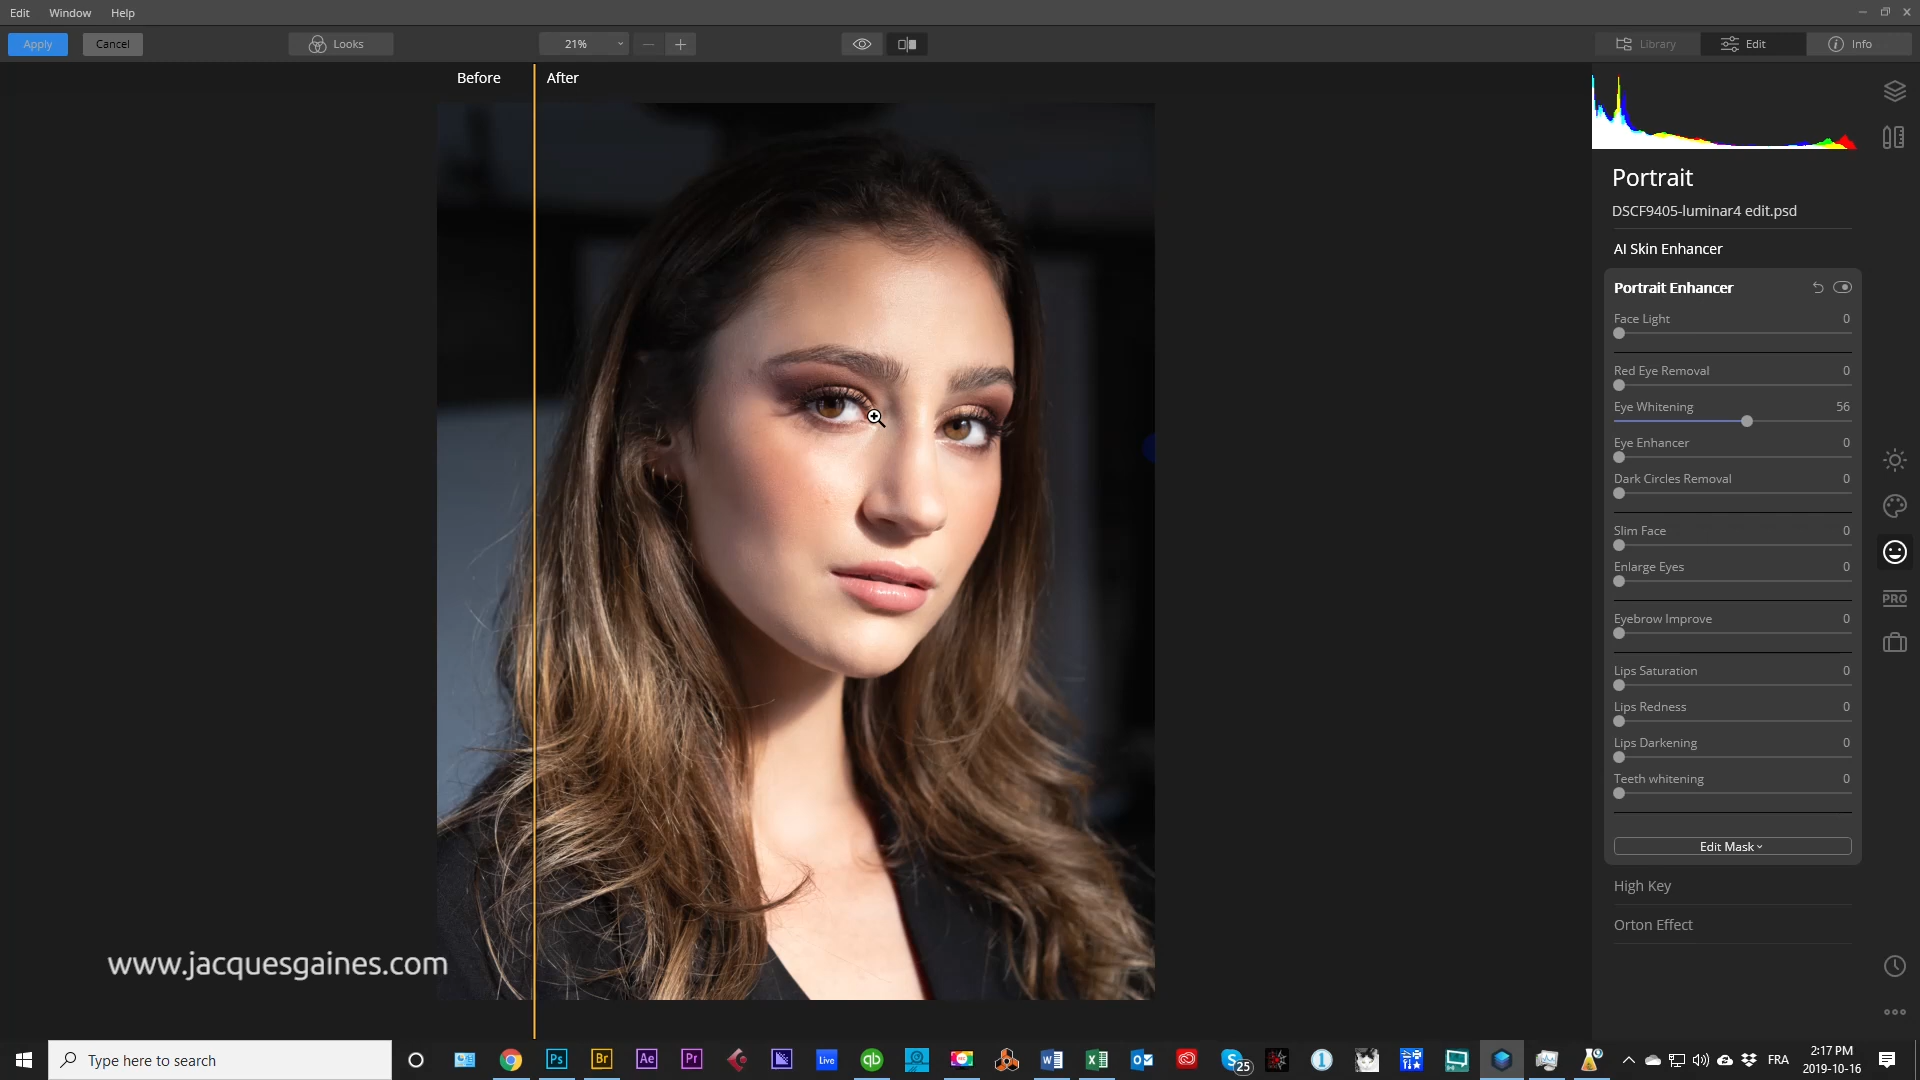 Edit Window Help
Apply Cancel Looks 21% Library Edit Info
Before After
Portrait
DSCF9405-luminar4 edit.psd
AI Skin Enhancer
Portrait Enhancer
Face Light 0
Red Eye Removal 0
Eye Whitening 56
Eye Enhancer 0
Dark Circles Removal 0
Slim Face 0
Enlarge Eyes 0
Eyebrow Improve 0
PRO
Lips Saturation 0
Lips Redness 0
Lips Darkening 0
Teeth whitening 0
Edit Mask
High Key
Orton Effect
www.jacquesgaines.com
Type here to search
Ps Br Ae Pr Live qb 25 FRA
2:17 PM
2019-10-16